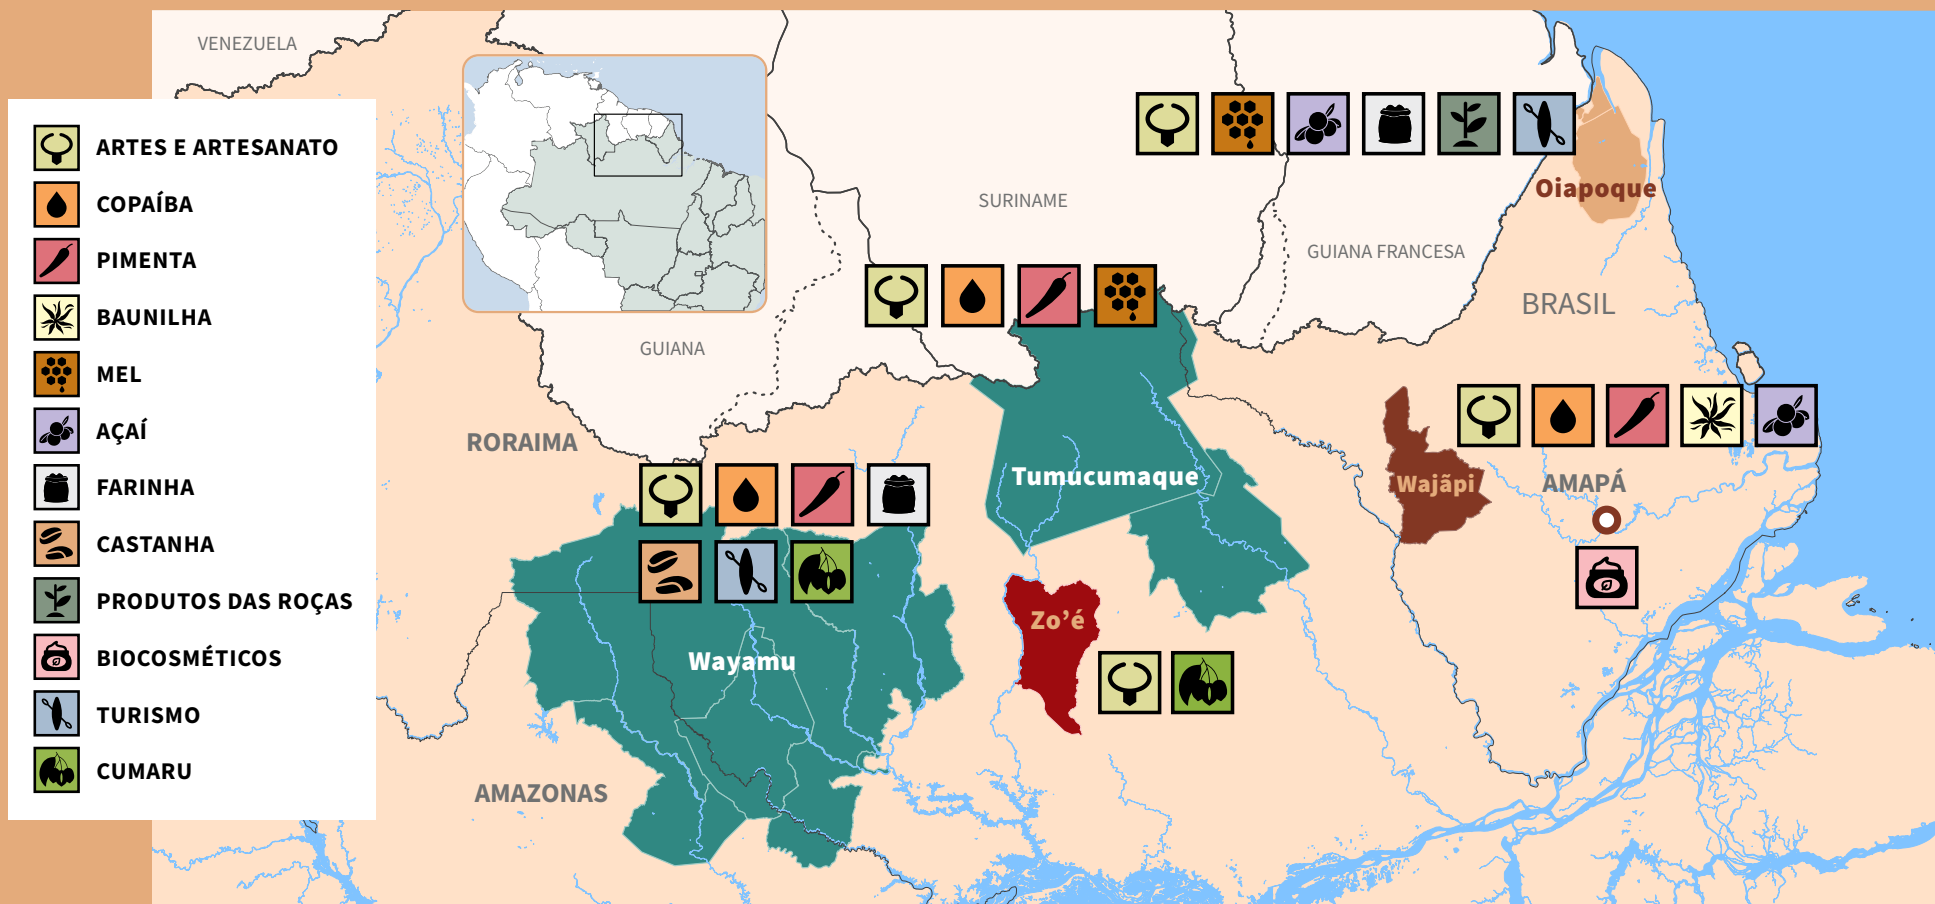 VENEZUELA
ARTES E ARTESANATO
COPAÍBA
PIMENTA
BAUNILHA
MEL
AÇAÍ
FARINHA
CASTANHA
PRODUTOS DAS ROÇAS
BIOCOSMÉTICOS
TURISMO
CUMARU
SURINAME
GUIANA FRANCESA
GUIANA
Oiapoque
BRASIL
RORAIMA
Tumucumaque
Wajãpi
AMAPÁ
Zo'é
Wayamu
AMAZONAS